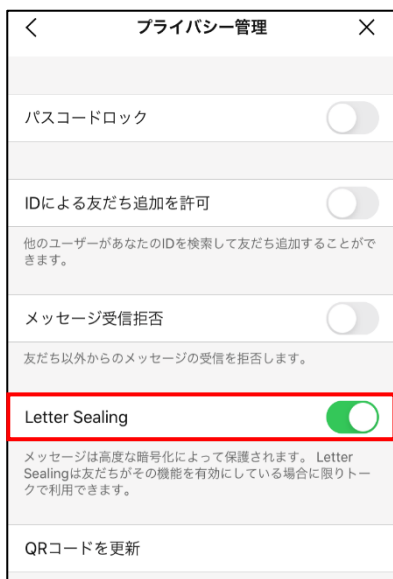 プライバシー管理
パスコードロック
IDによる友だち追加を許可
他のユーザーがあなたのIDを検索して友だち追加することがで
きます。
メッセージ受信拒否
友だち以外からのメッセージの受信を拒否します。
Letter Sealing
メッセージは高度な暗号化によって保護されます。 Letter
Sealingは友だちがその機能を有効にしている場合に限りトー
クで利用できます。
QRコードを更新